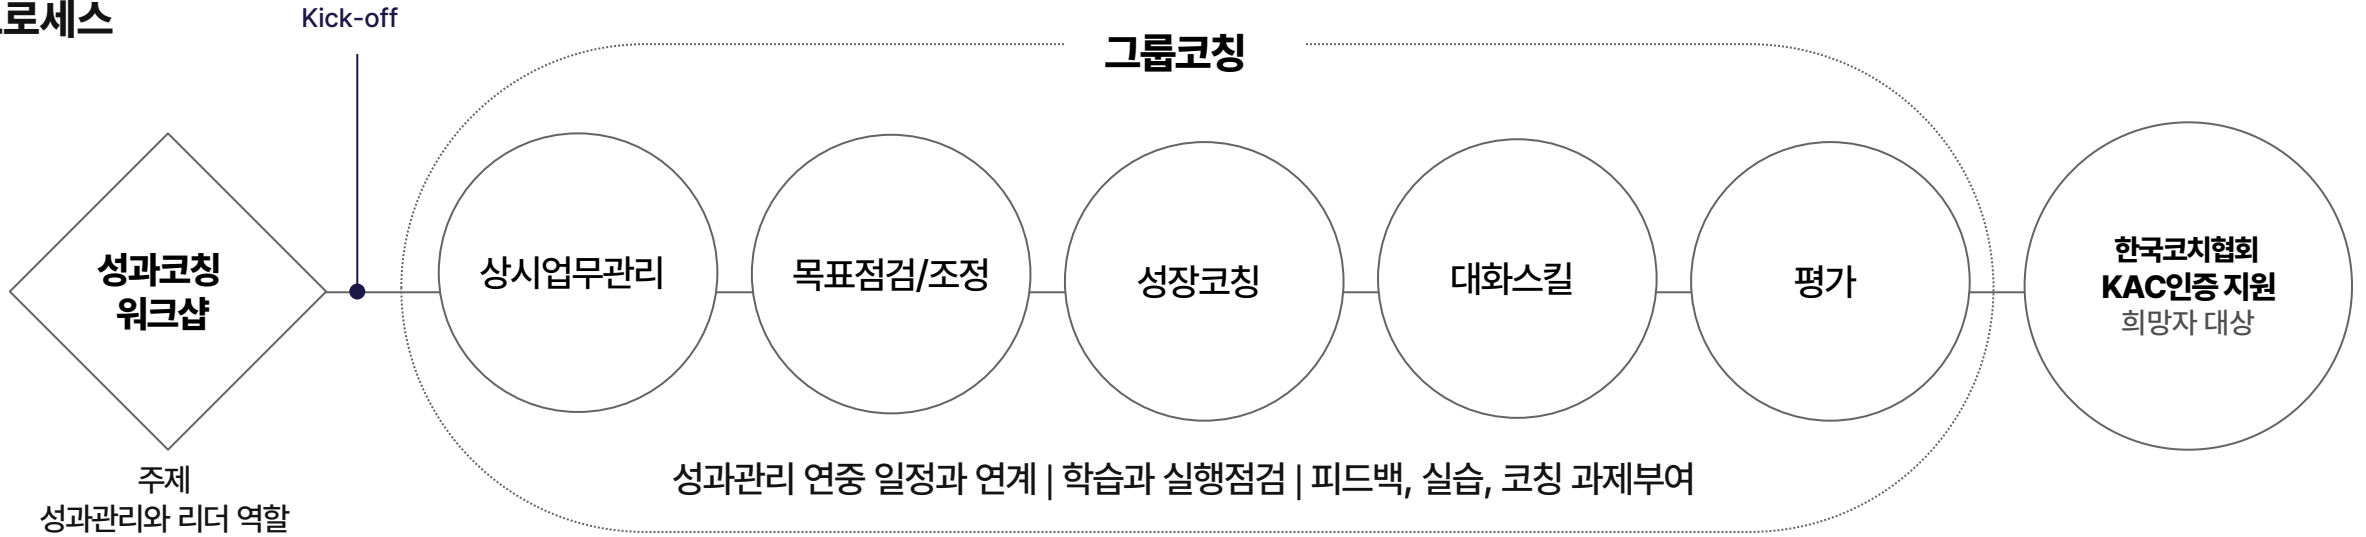 로세스
Kick-off
그룹코칭
성과코칭
워크샵
상시업무관리
목표점검/조정
성장코칭
대화스킬
평가
한국코치협회
KAC인증 지원
희망자 대상
성과관리 연중 일정과 연계 | 학습과 실행점검 | 피드백, 실습, 코칭 과제부여
주제
성과관리와 리더 역할